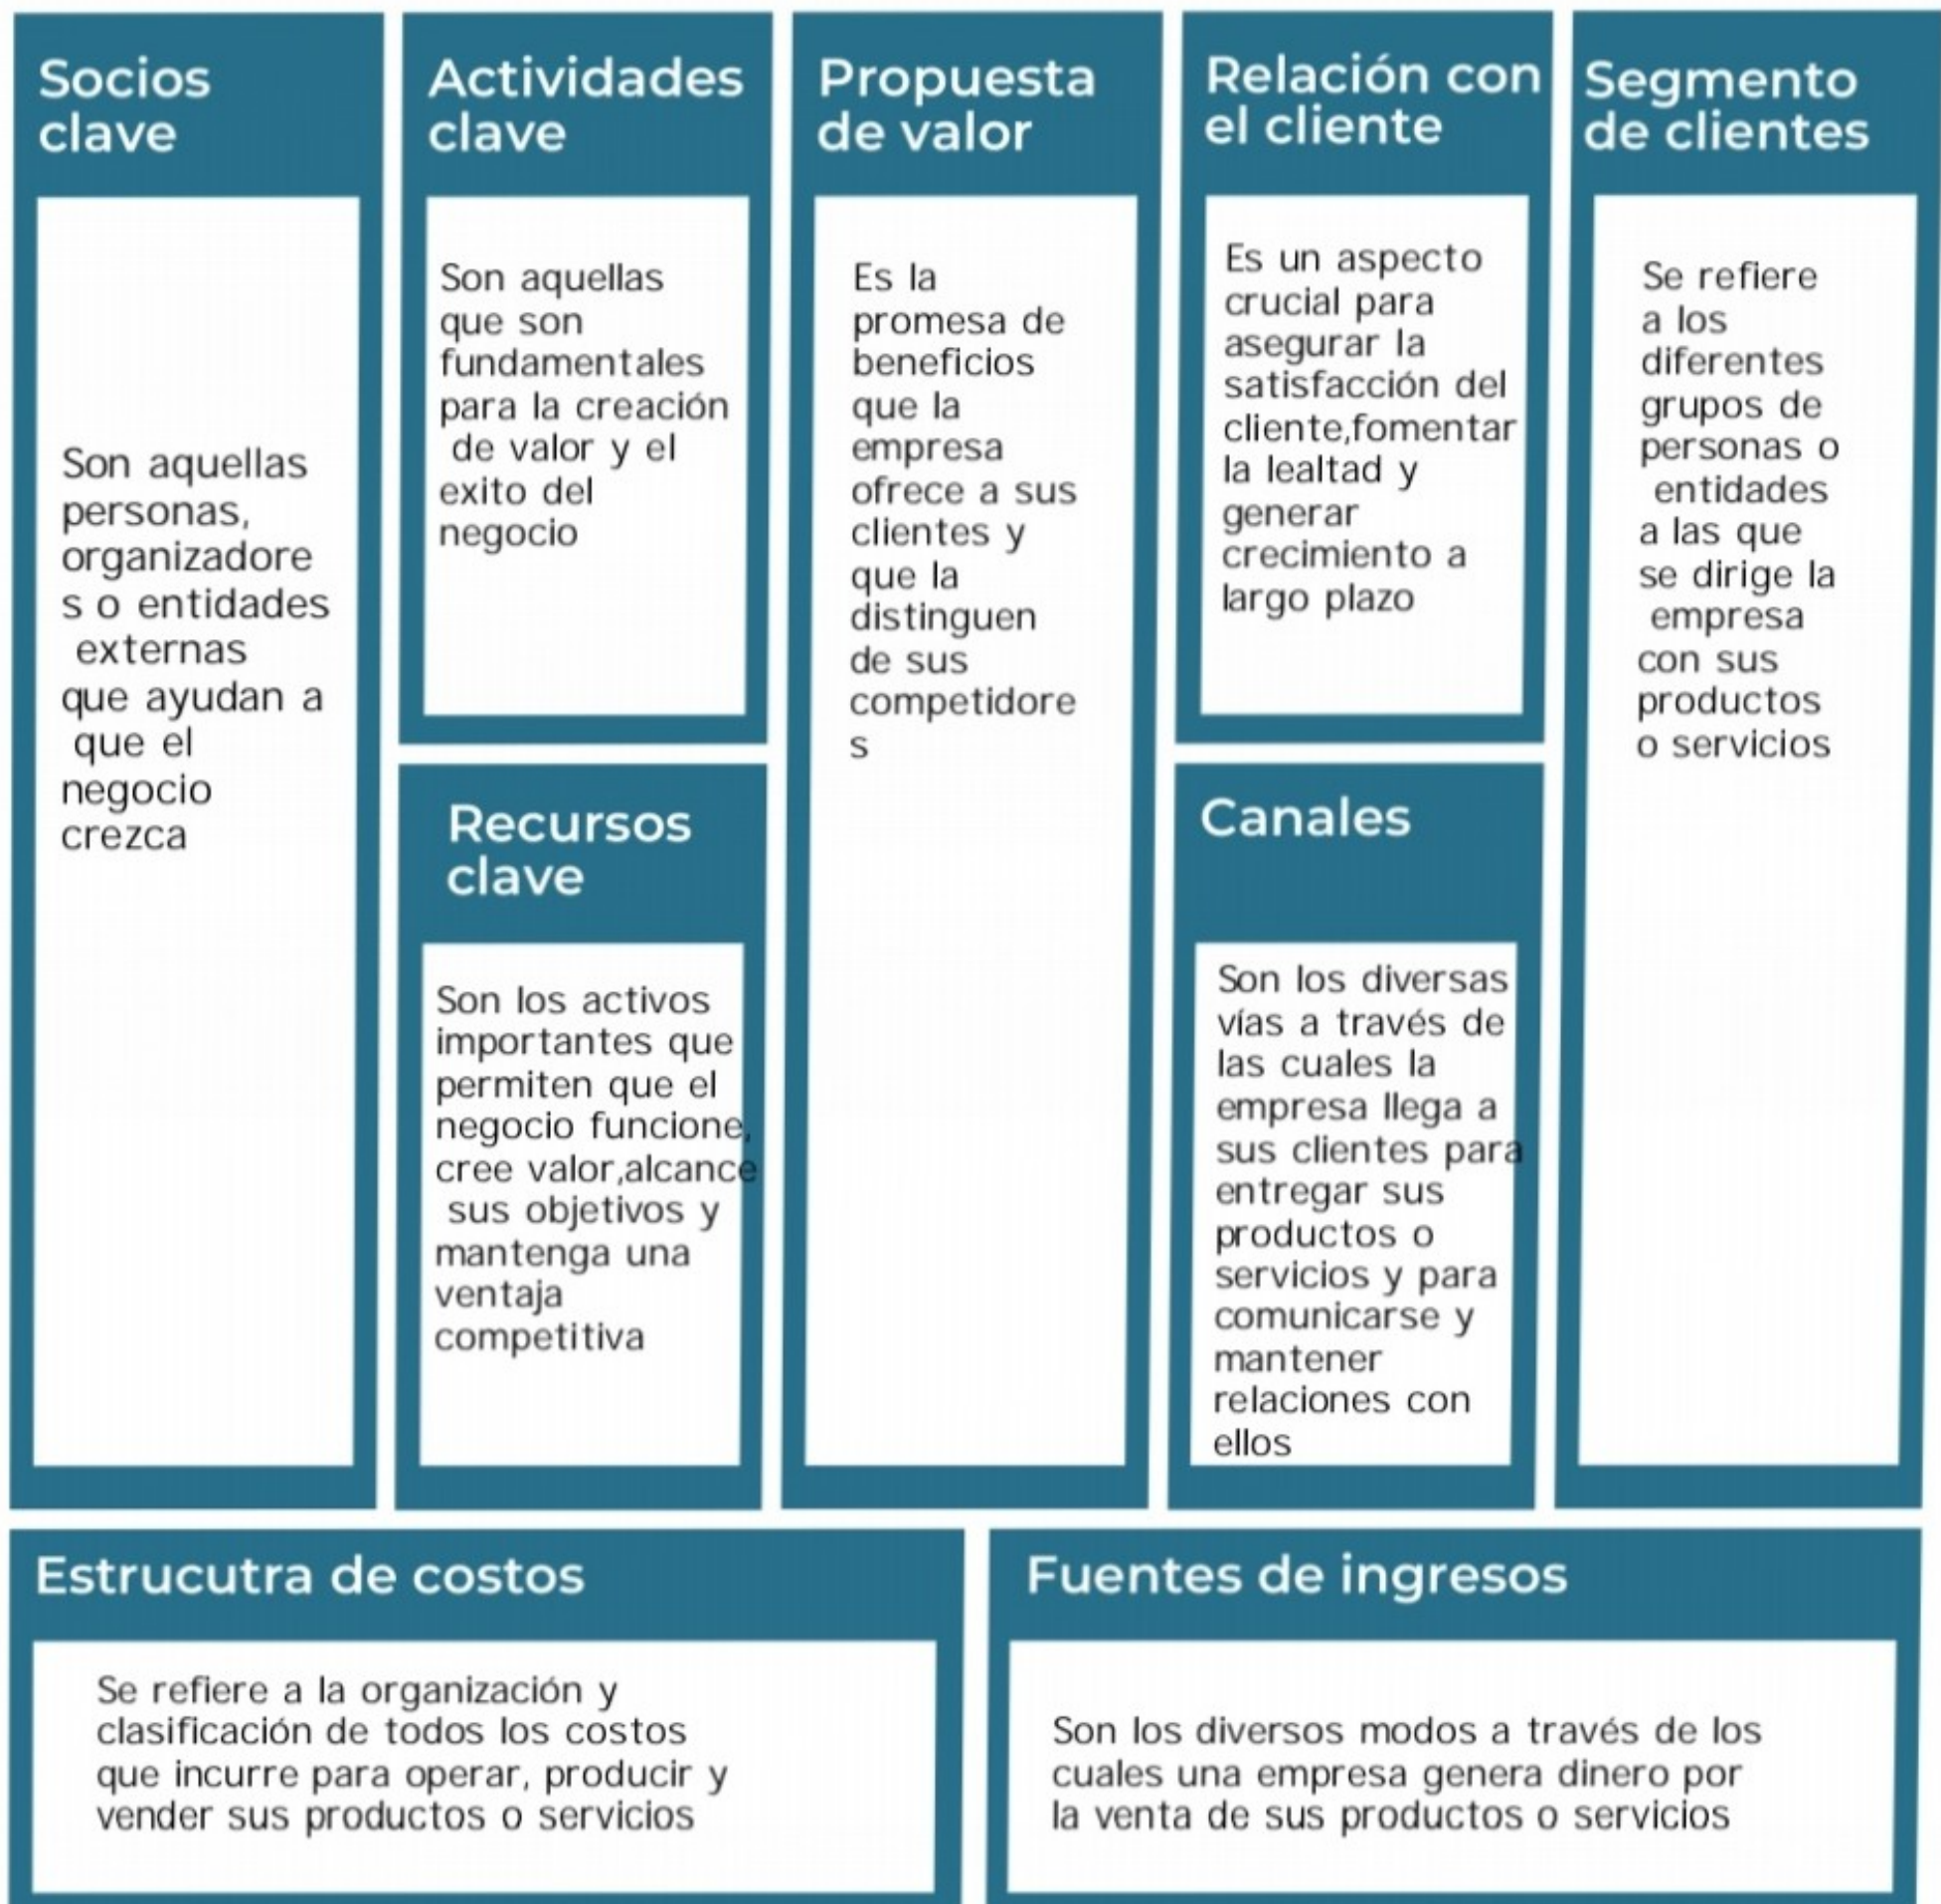 Socios
clave
Son aquellas
personas,
organizadore
s o entidades
externas
que ayudan a
que el
negocio
crezca
Actividades
clave
Son aquellas
que son
fundamentales
para la creación
de valor y el
exito del
negocio
Recursos
clave
Son los activos
importantes que
permiten que el
negocio funcione,
cree valor,alcance
sus objetivos y
mantenga una
ventaja
competitiva
Propuesta
de valor
Es la
promesa de
beneficios
que la
empresa
ofrece a sus
clientes y
que la
distinguen
de sus
competidore
s
Relación con
el cliente
Es un aspecto
crucial para
asegurar la
satisfacción del
cliente,fomentar
la lealtad y
generar
crecimiento a
largo plazo
Canales
Son los diversas
vías a través de
las cuales la
empresa llega a
sus clientes para
entregar sus
productos o
servicios y para
comunicarse y
mantener
relaciones con
ellos
Segmento
de clientes
Se refiere
a los
diferentes
grupos de
personas o
entidades
a las que
se dirige la
empresa
con sus
productos
o servicios
Estrucutra de costos
Se refiere a la organización y
clasificación de todos los costos
que incurre para operar, producir y
vender sus productos o servicios
Fuentes de ingresos
Son los diversos modos a través de los
cuales una empresa genera dinero por
la venta de sus productos o servicios